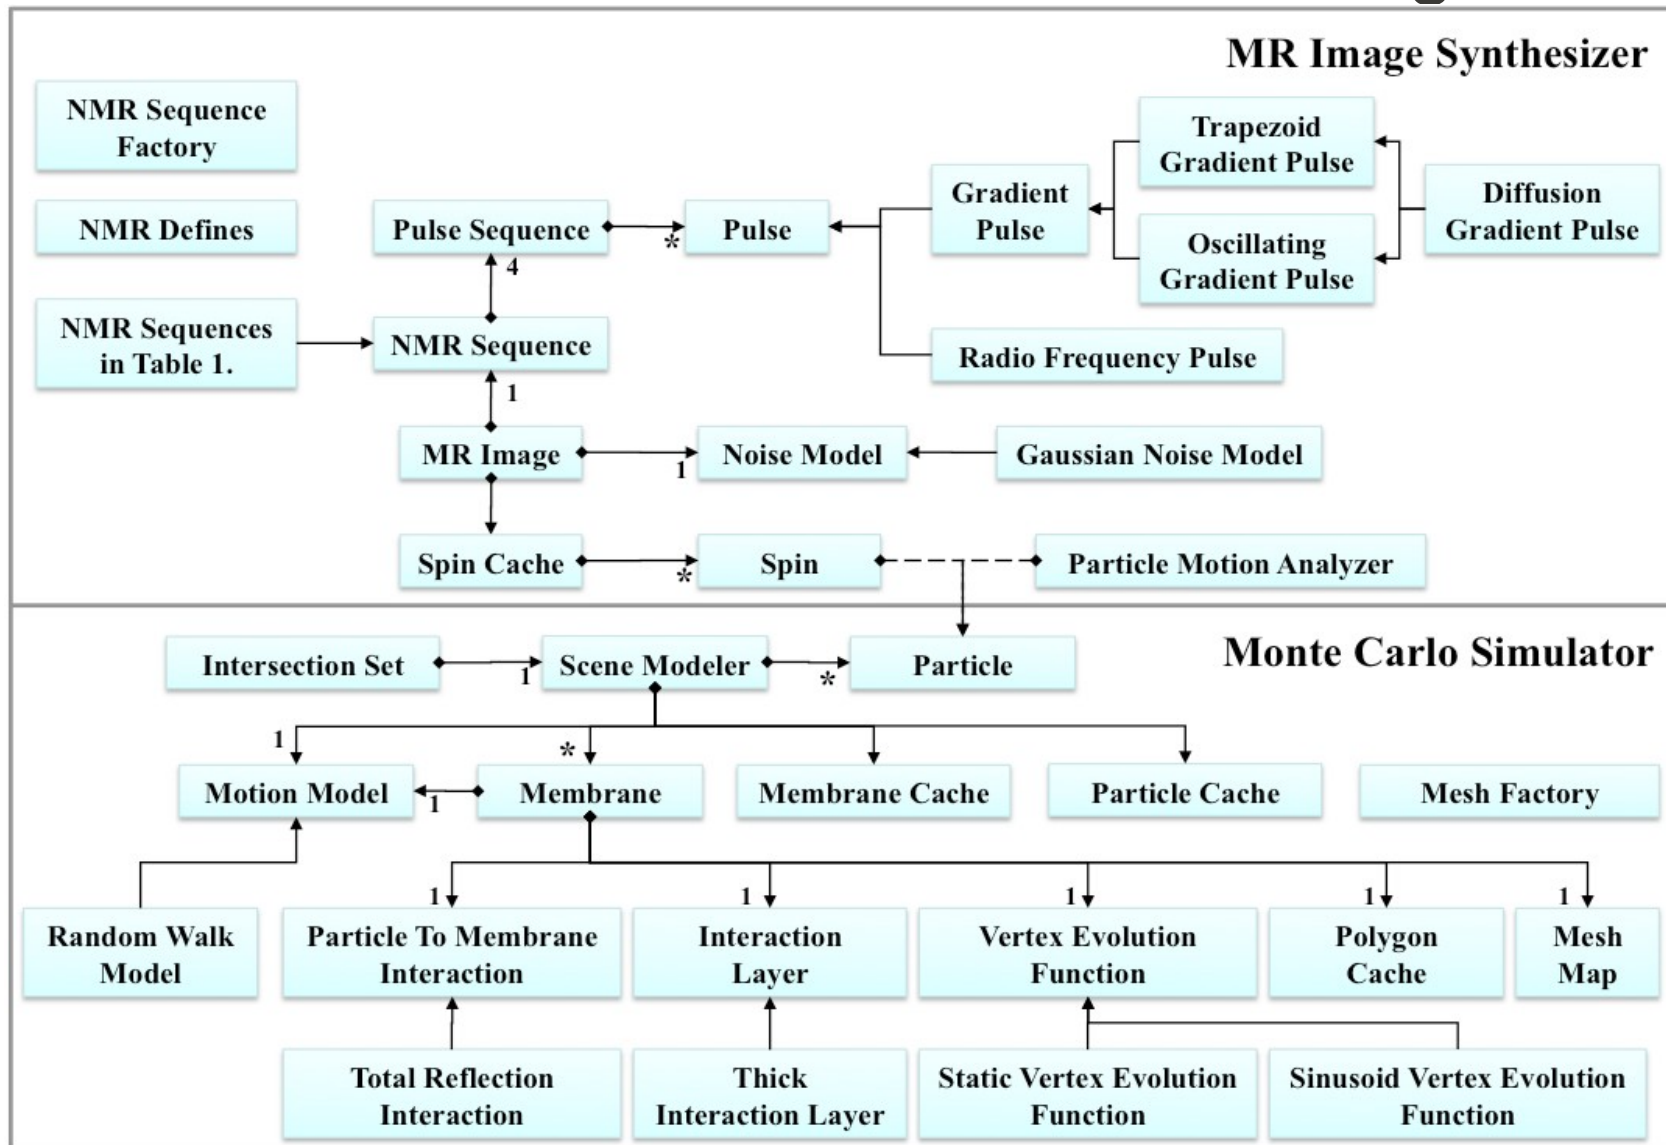 MR Image Synthesizer
NMR Sequence
Factory
Trapezoid
Gradient Pulse
Gradient
Pulse
Diffusion
Gradient Pulse
NMR Defines
Pulse Sequence
*
Pulse
Oscillating
Gradient Pulse
4
NMR Sequences
in Table 1.
NMR Sequence
Radio Frequency Pulse
1
MR Image
1
Noise Model
Gaussian Noise Model
Spin Cache
*
Spin
Particle Motion Analyzer
Monte Carlo Simulator
Intersection Set
1
Scene Modeler
*
Particle
1
*
Motion Model
1
Membrane
Membrane Cache
Particle Cache
Mesh Factory
1
1
1
1
1
Random Walk
Model
Particle To Membrane
Interaction
Interaction
Layer
Vertex Evolution
Function
Polygon
Cache
Mesh
Map
Total Reflection
Interaction
Thick
Interaction Layer
Static Vertex Evolution
Function
Sinusoid Vertex Evolution
Function